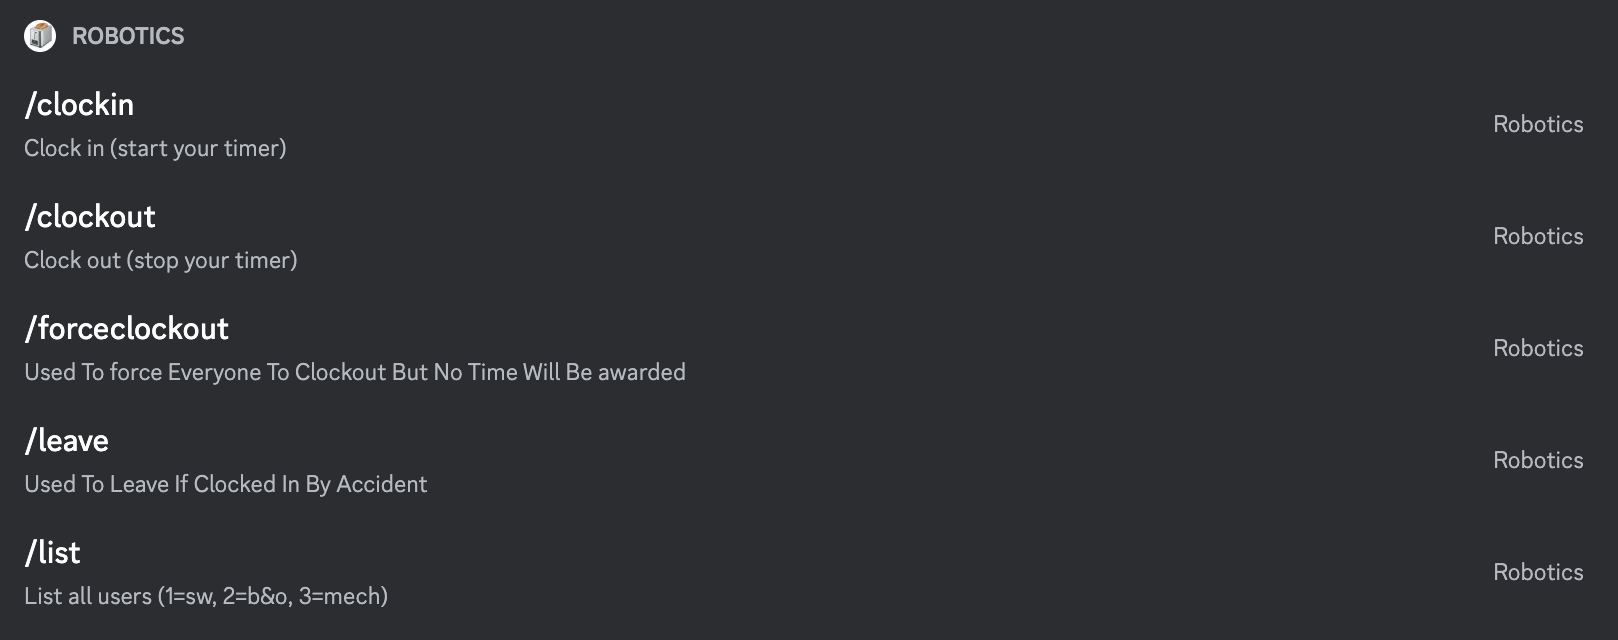 ROBOTICS
/clockin
Clock in (start your timer)
Robotics
/clockout
Clock out (stop your timer)
Robotics
/forceclockout
Used To force Everyone To Clockout But No Time Will Be awarded
Robotics
/leave
Used To Leave If Clocked In By Accident
Robotics
/list
List all users (1=sw, 2=b&o, 3=mech)
Robotics